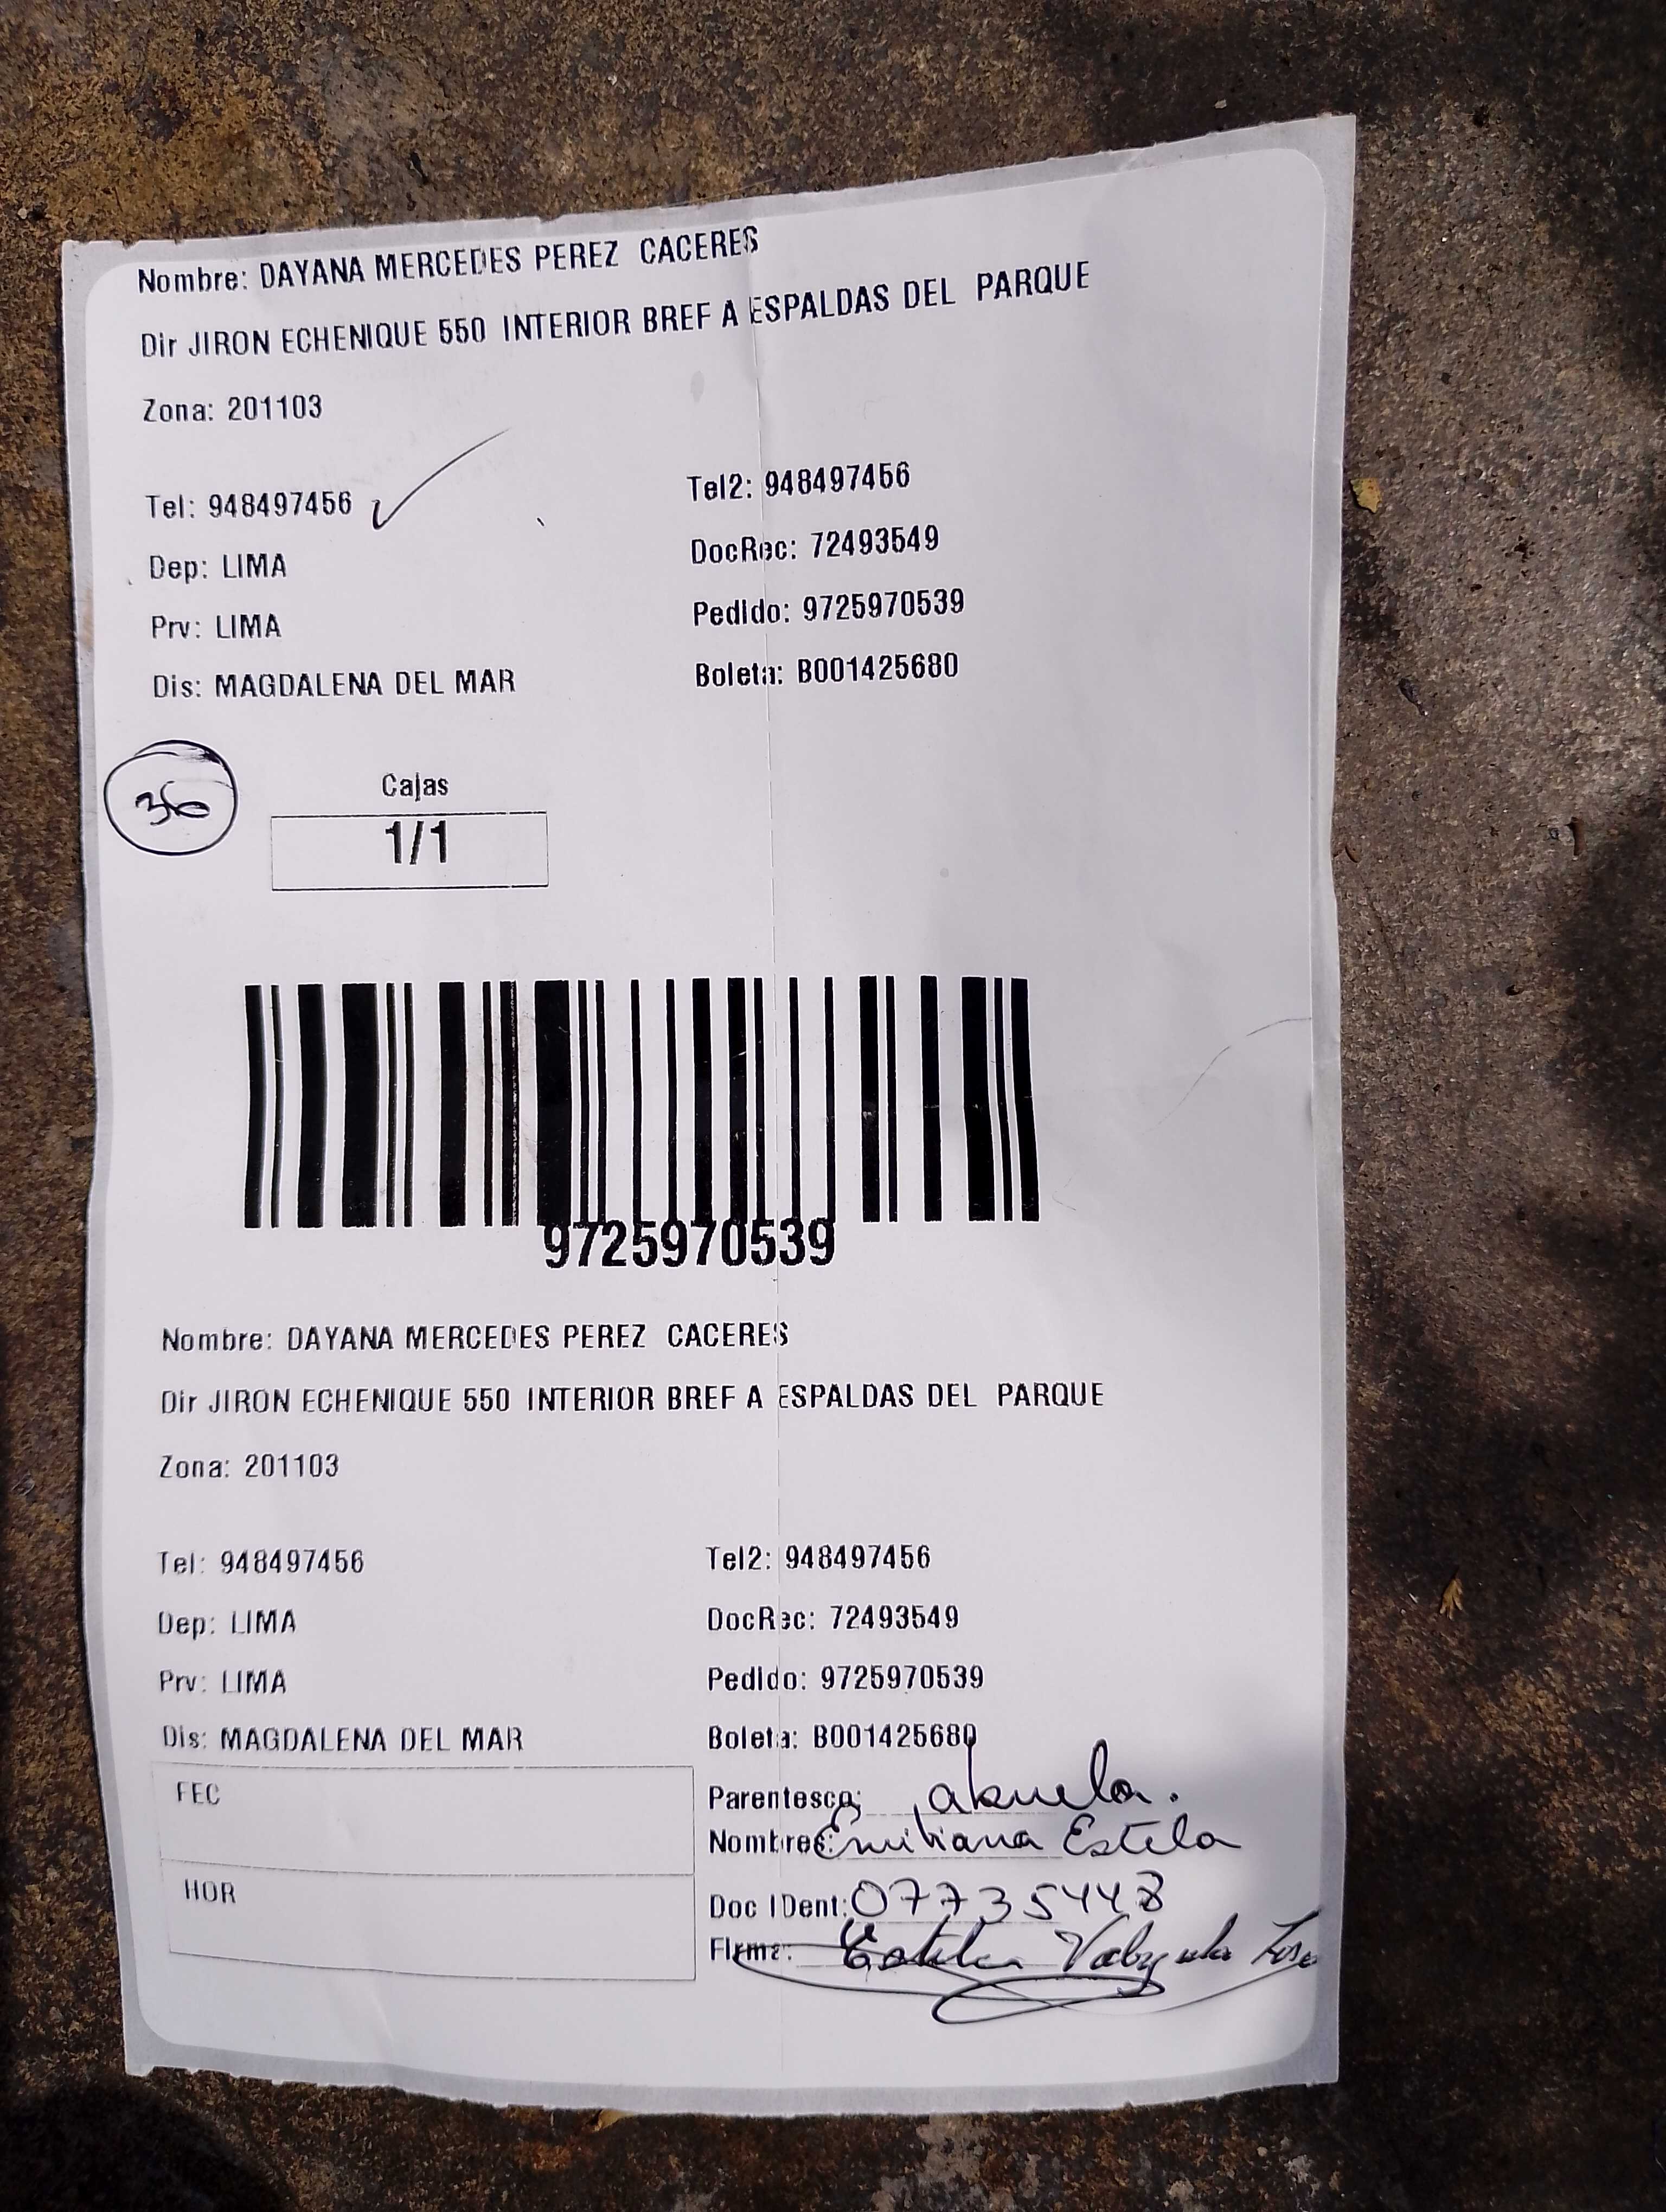 Nombre: DAYANA MERCEDES PEREZ CACERES
Dir JIRON ECHENIQUE 550 INTERIOR BREF A ESPALDAS DEL PARQUE
Zona: 201103
Tel: 948497456 Tel2: 948497456
Dep: LIMA DocRec: 72493549
Prv: LIMA Pedido: 9725970539
Dis: MAGDALENA DEL MAR Boleta: B001425680
36
Cajas
1/1
9725970539
Nombre: DAYANA MERCEDES PEREZ CACERES
Dir JIRON ECHENIQUE 550 INTERIOR BREF A ESPALDAS DEL PARQUE
Zona: 201103
Tel: 948497456 Tel2: 948497456
Dep: LIMA DocRec: 72493549
Prv: LIMA Pedido: 9725970539
Dis: MAGDALENA DEL MAR Boleta: B001425680
FEC
Parentesco: abuela.
Nombre: Emiliana Estela
HOR
Doc IDent: 07735448
Firma: Estela